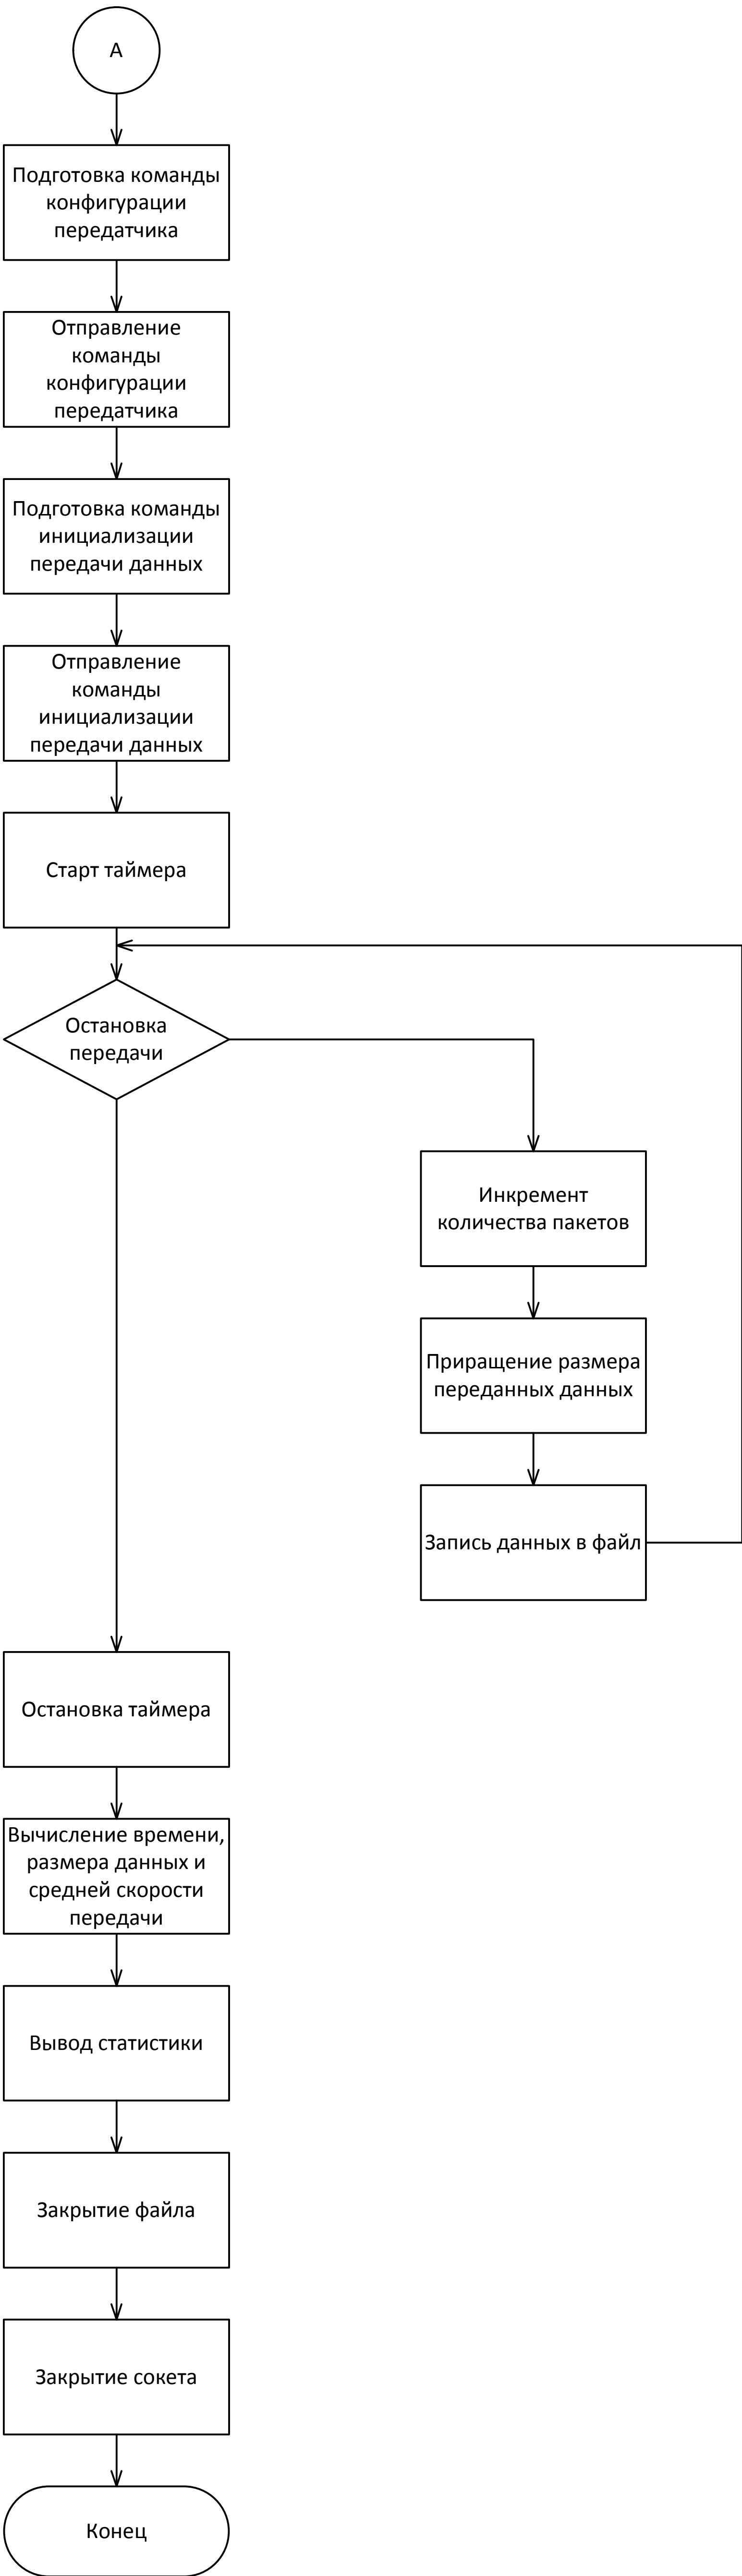 А
Подготовка команды
конфигурации
передатчика
Отправление
команды
конфигурации
передатчика
Подготовка команды
инициализации
передачи данных
Отправление
команды
инициализации
передачи данных
Старт таймера
Остановка
передачи
Инкремент
количества пакетов
Приращение размера
переданных данных
Запись данных в файл
Остановка таймера
Вычисление времени,
размера данных и
средней скорости
передачи
Вывод статистики
Закрытие файла
Закрытие сокета
Конец